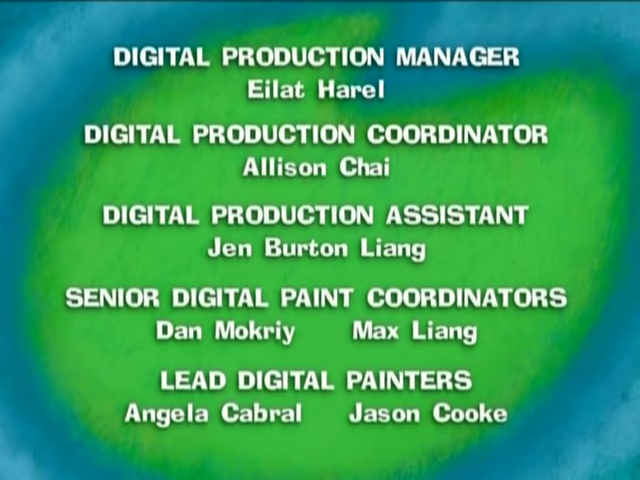 DIGITAL PRODUCTION MANAGER
Eilat Harel
DIGITAL PRODUCTION COORDINATOR
Allison Chai
DIGITAL PRODUCTION ASSISTANT
Jen Burton Liang
SENIOR DIGITAL PAINT COORDINATORS
Dan Mokriy Max Liang
LEAD DIGITAL PAINTERS
Angela Cabral Jason Cooke